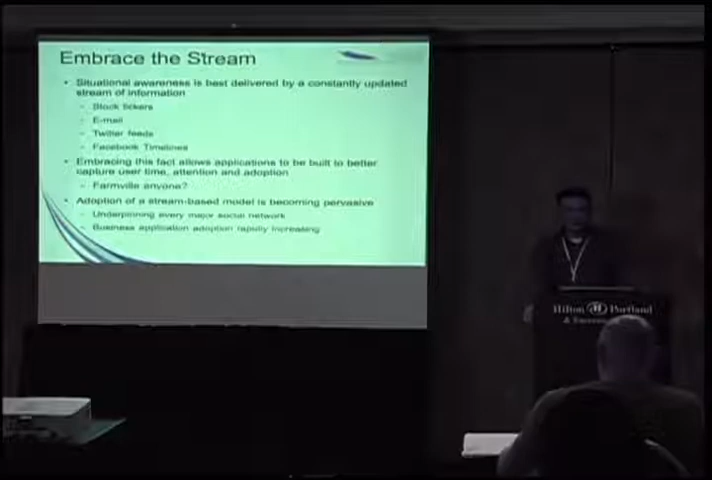 Embrace the Stream
• Situational awareness is best delivered by a constantly updated
stream of information
- Stock tickers
- E-mail
- Twitter feeds
- Facebook Timelines
• Embracing this fact allows applications to be built to better
capture user time, attention and adoption
- Farmville anyone?
• Adoption of a stream-based model is becoming pervasive
- Underpinning every major social network
- Business application adoption rapidly increasing
Hilton Portland
&